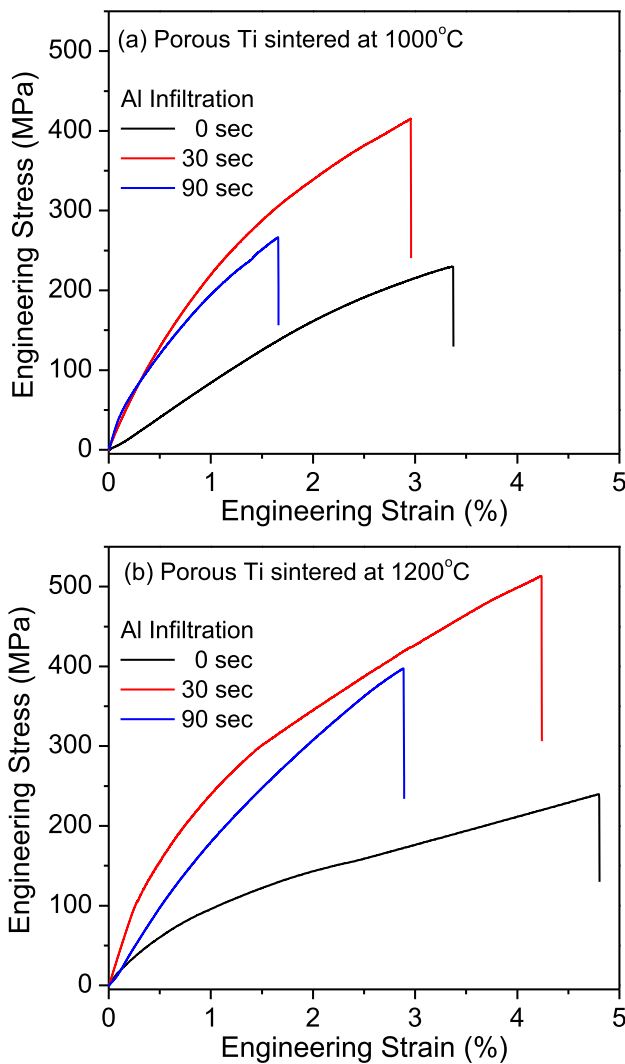 (a) Porous Ti sintered at 1000°C
Al Infiltration
0 sec
30 sec
90 sec
Engineering Stress (MPa)
500
400
300
200
100
0
0 1 2 3 4 5
Engineering Strain (%)
(b) Porous Ti sintered at 1200°C
Al Infiltration
0 sec
30 sec
90 sec
Engineering Stress (MPa)
500
400
300
200
100
0
0 1 2 3 4 5
Engineering Strain (%)